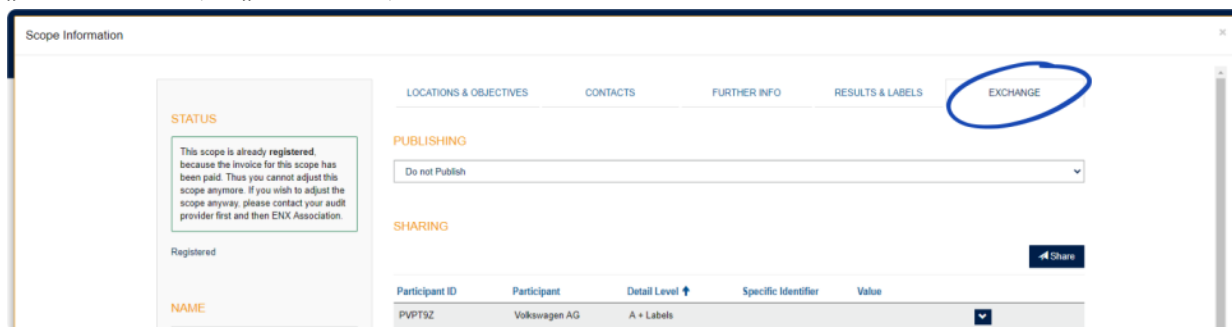 Scope Information
×
LOCATIONS & OBJECTIVES CONTACTS FURTHER INFO RESULTS & LABELS EXCHANGE
STATUS
This scope is already registered,
because the invoice for this scope has
been paid. Thus you cannot adjust this
scope anymore. If you wish to adjust the
scope anyway, please contact your audit
provider first and then ENX Association.
Registered
NAME
PUBLISHING
Do not Publish
SHARING
Share
Participant ID Participant Detail Level ↑ Specific Identifier Value
PVPT9Z Volkswagen AG A + Labels